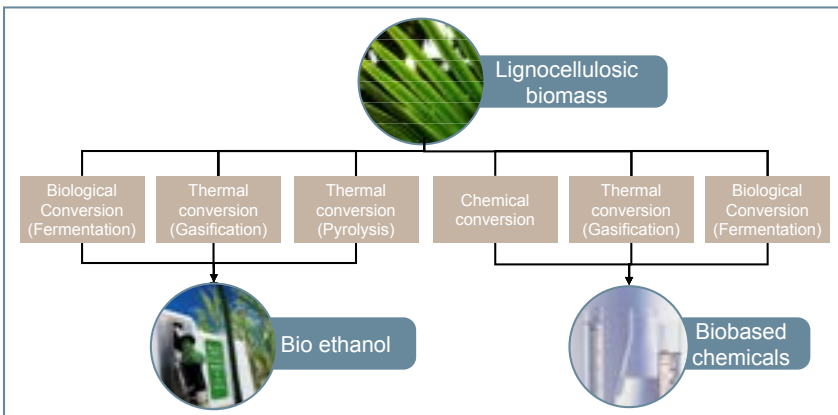 Lignocellulosic
biomass
Biological
Conversion
(Fermentation)
Thermal
conversion
(Gasification)
Thermal
conversion
(Pyrolysis)
Chemical
conversion
Thermal
conversion
(Gasification)
Biological
Conversion
(Fermentation)
Bio ethanol
Biobased
chemicals